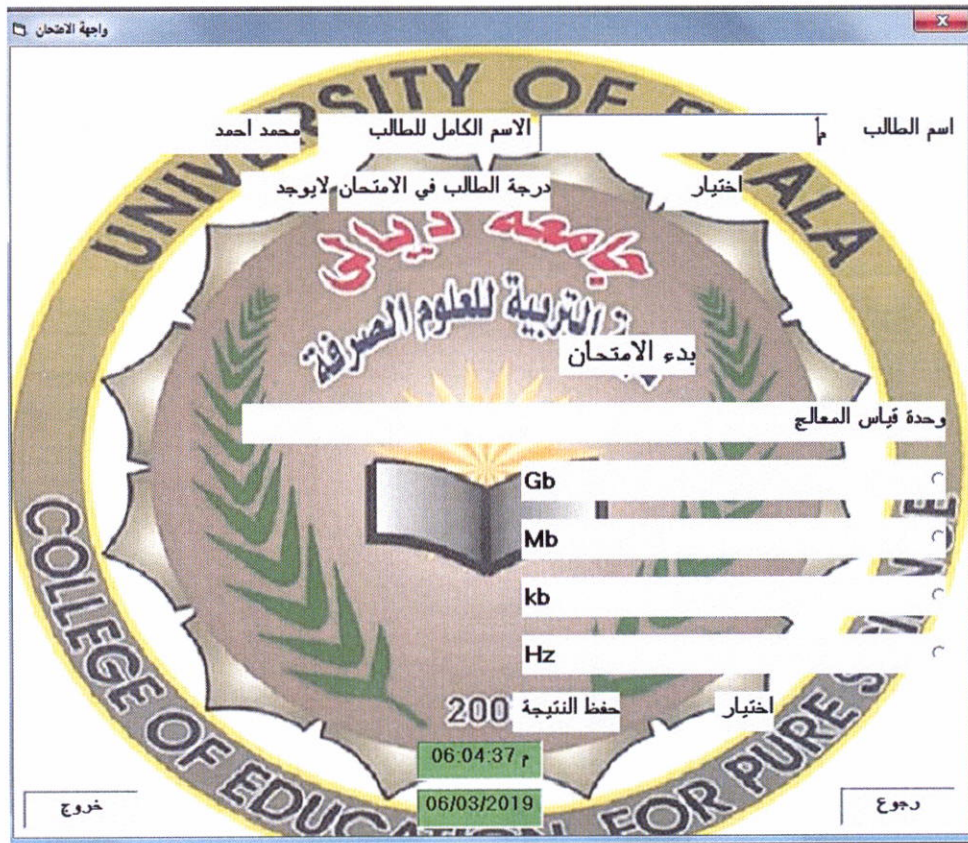 واجهة الامتحان
UNIVERSITY OF DIYALA
اسم الطالب م الاسم الكامل للطالب محمد احمد
اختيار درجة الطالب في الامتحان لايوجد
جامعة ديالى
التربية للعلوم الصرفة
بدء الامتحان
وحدة قياس المعالج
Gb
Mb
kb
Hz
اختيار حفظ النتيجة
200
06:04:37 م
06/03/2019
رجوع خروج
COLLEGE OF EDUCATION FOR PURE